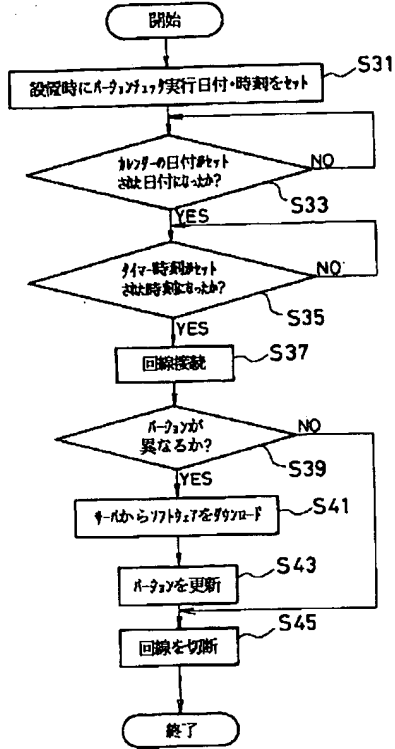 開始
設置時にバージョンチェック実行日付・時刻をセット
S31
カレンダーの日付がセット
された日付になったか?
NO
S33
YES
タイマー時刻がセット
された時刻になったか?
NO
S35
YES
回線接続
S37
バージョンが
異なるか?
NO
S39
YES
サーバからソフトウェアをダウンロード
S41
バージョンを更新
S43
回線を切断
S45
終了